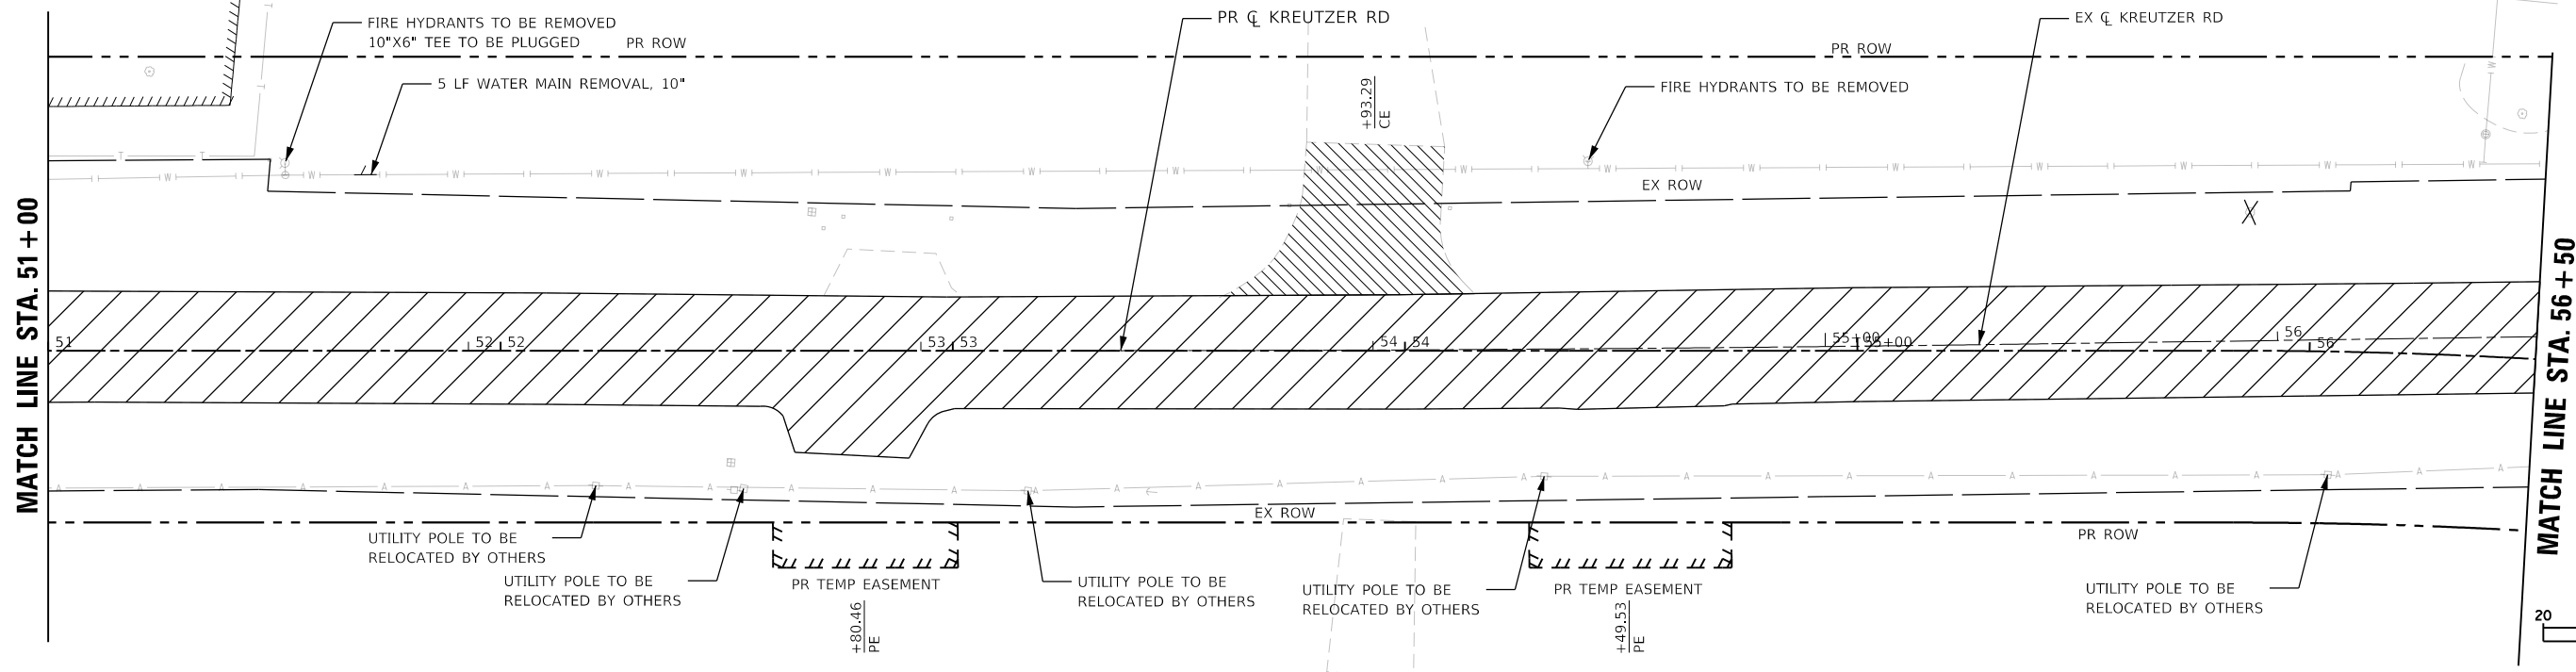 FIRE HYDRANTS TO BE REMOVED
10"X6" TEE TO BE PLUGGED
PR ROW
5 LF WATER MAIN REMOVAL, 10"
PR ℄ KREUTZER RD
+93.29
CE
FIRE HYDRANTS TO BE REMOVED
PR ROW
EX ℄ KREUTZER RD
T
T
T
T
W W W W W W W W W W W W W W W W W
W
EX ROW
MATCH LINE STA. 51+00
51
52 52
53 53
54 54
55+00
55+00
56
56
MATCH LINE STA. 56+50
A A A A A A A A A A A A A A A A A A A A A A A A A A A A A A A
EX ROW
PR ROW
UTILITY POLE TO BE
RELOCATED BY OTHERS
UTILITY POLE TO BE
RELOCATED BY OTHERS
PR TEMP EASEMENT
+80.46
PE
UTILITY POLE TO BE
RELOCATED BY OTHERS
UTILITY POLE TO BE
RELOCATED BY OTHERS
PR TEMP EASEMENT
+49.53
PE
UTILITY POLE TO BE
RELOCATED BY OTHERS
20